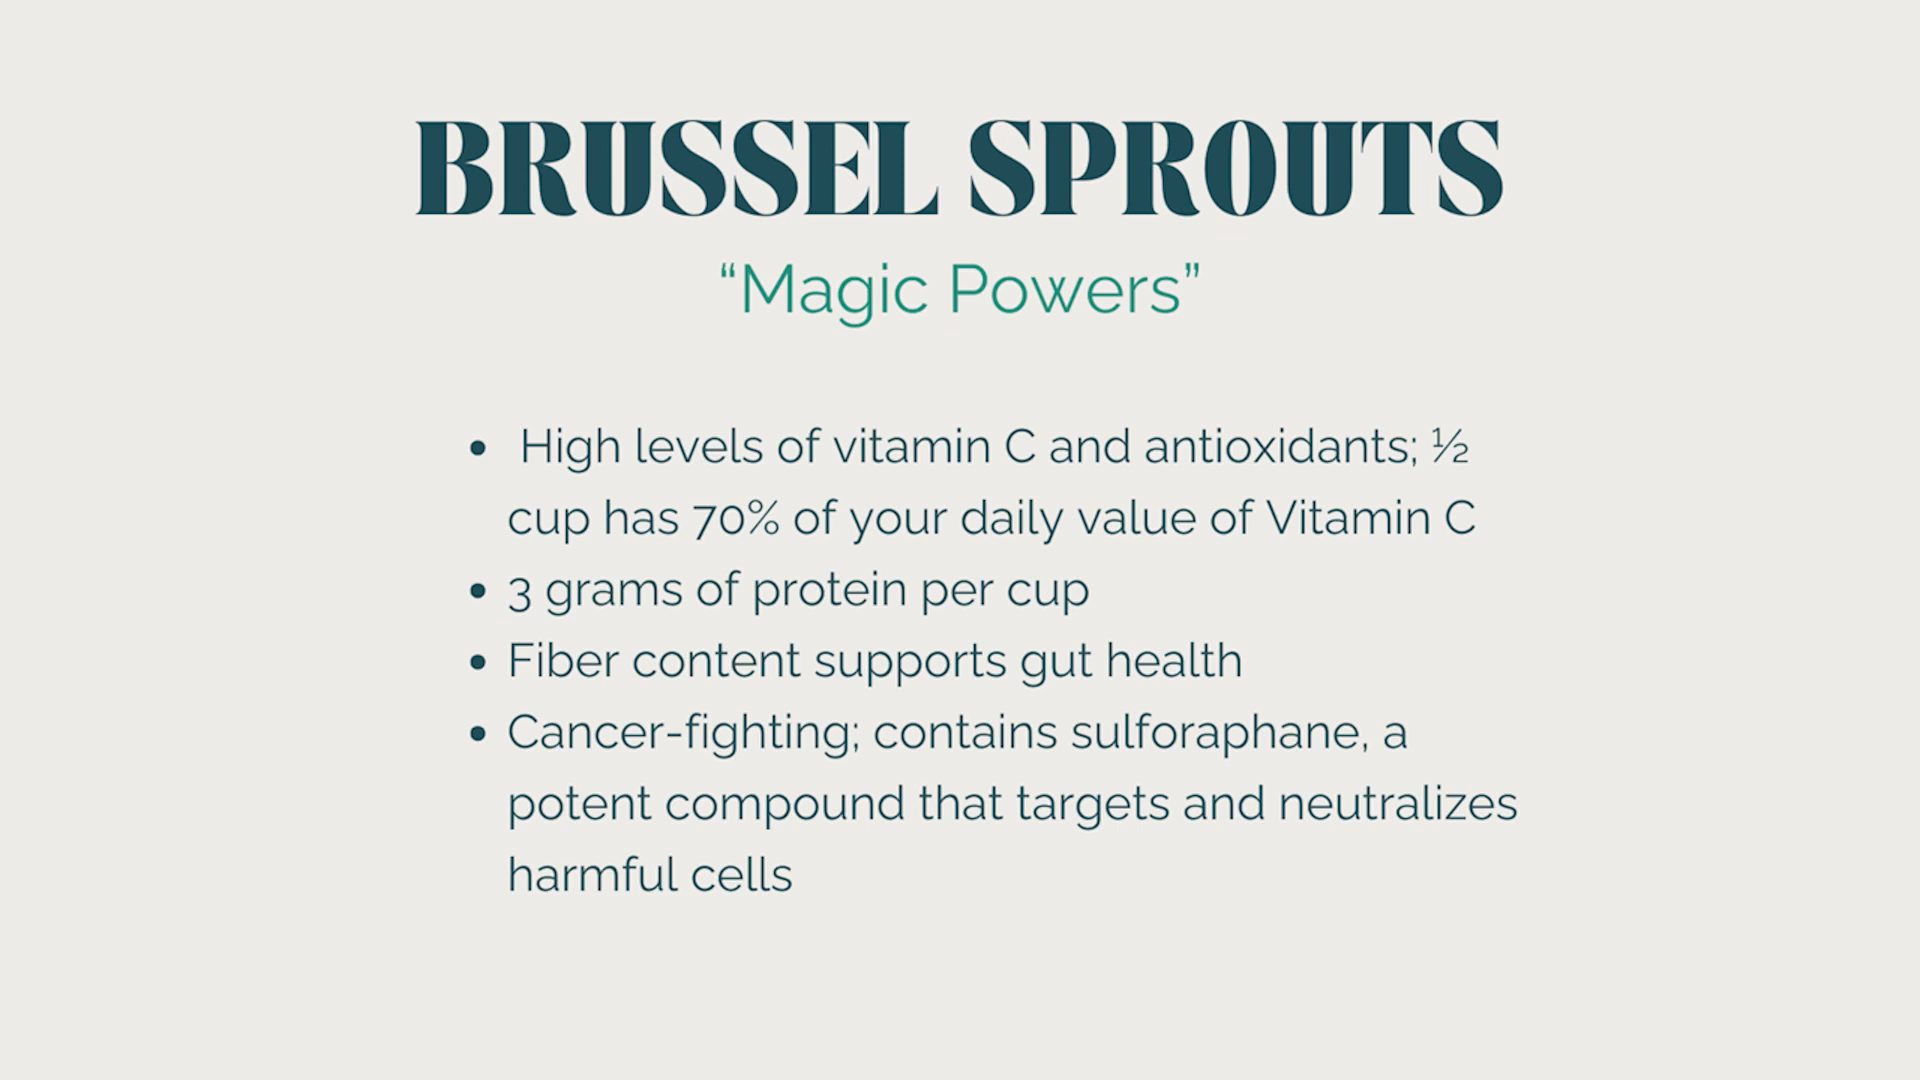 BRUSSEL SPROUTS
“Magic Powers”
• High levels of vitamin C and antioxidants; ½
cup has 70% of your daily value of Vitamin C
• 3 grams of protein per cup
• Fiber content supports gut health
• Cancer-fighting; contains sulforaphane, a
potent compound that targets and neutralizes
harmful cells